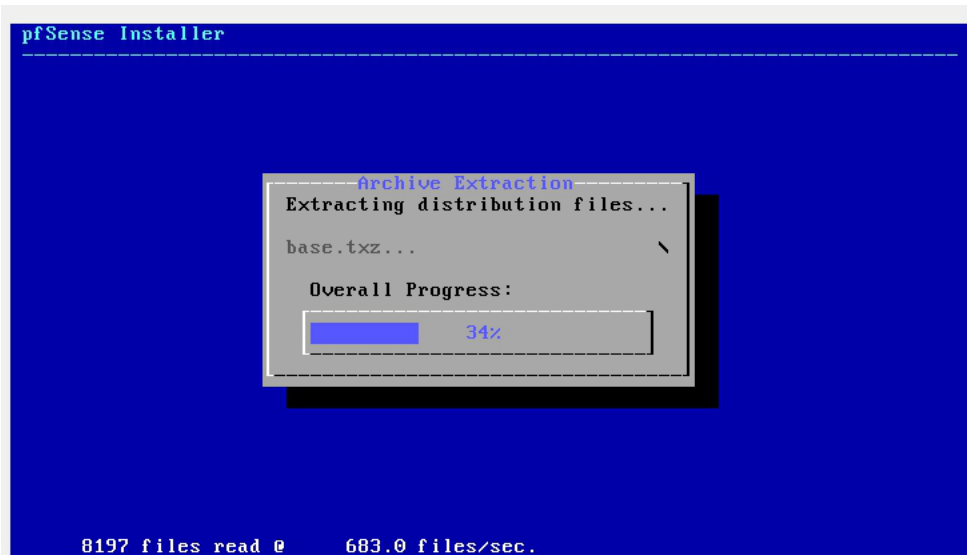 pfSense Installer
Archive Extraction
Extracting distribution files...
base.txz...
\
Overall Progress:
34%
8197 files read @ 683.0 files/sec.